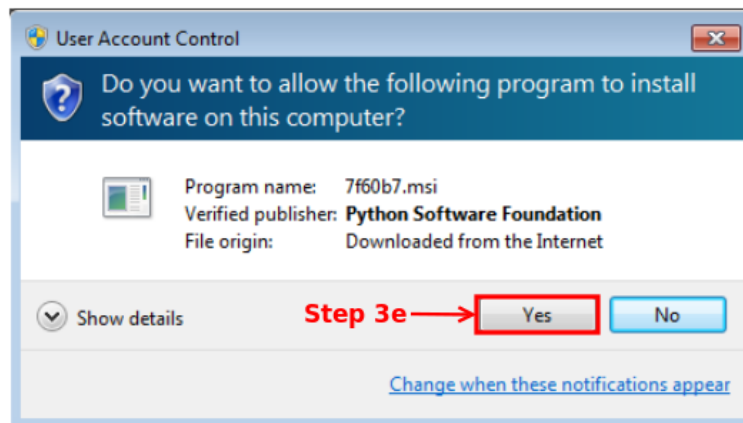 User Account Control
Do you want to allow the following program to install
software on this computer?
Program name: 7f60b7.msi
Verified publisher: Python Software Foundation
File origin: Downloaded from the Internet
Show details
Step 3e
Yes
No
Change when these notifications appear